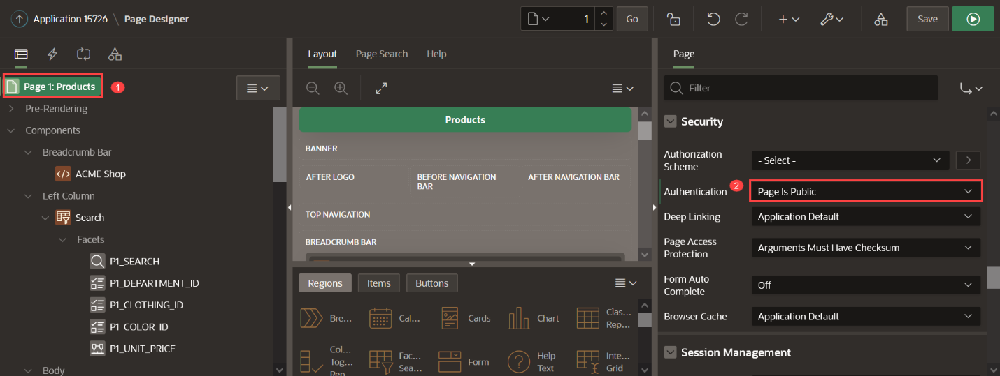 Application 15726 \ Page Designer
1
Go
Save
Layout
Page Search
Help
Page
Page 1: Products
1
Pre-Rendering
Components
Breadcrumb Bar
</> ACME Shop
Left Column
Search
Facets
P1_SEARCH
P1_DEPARTMENT_ID
P1_CLOTHING_ID
P1_COLOR_ID
P1_UNIT_PRICE
Body
Products
BANNER
AFTER LOGO
BEFORE NAVIGATION
BAR
AFTER NAVIGATION BAR
TOP NAVIGATION
BREADCRUMB BAR
Regions
Items
Buttons
Bre...
Cal...
Cards
Chart
Clas...
Rep...
Col...
Tog...
Rep
Fac...
Sea...
Form
Help
Text
Inte...
Grid
Filter
Security
Authorization
Scheme
- Select -
Authentication
2
Page Is Public
Deep Linking
Application Default
Page Access
Protection
Arguments Must Have Checksum
Form Auto
Complete
Off
Browser Cache
Application Default
Session Management